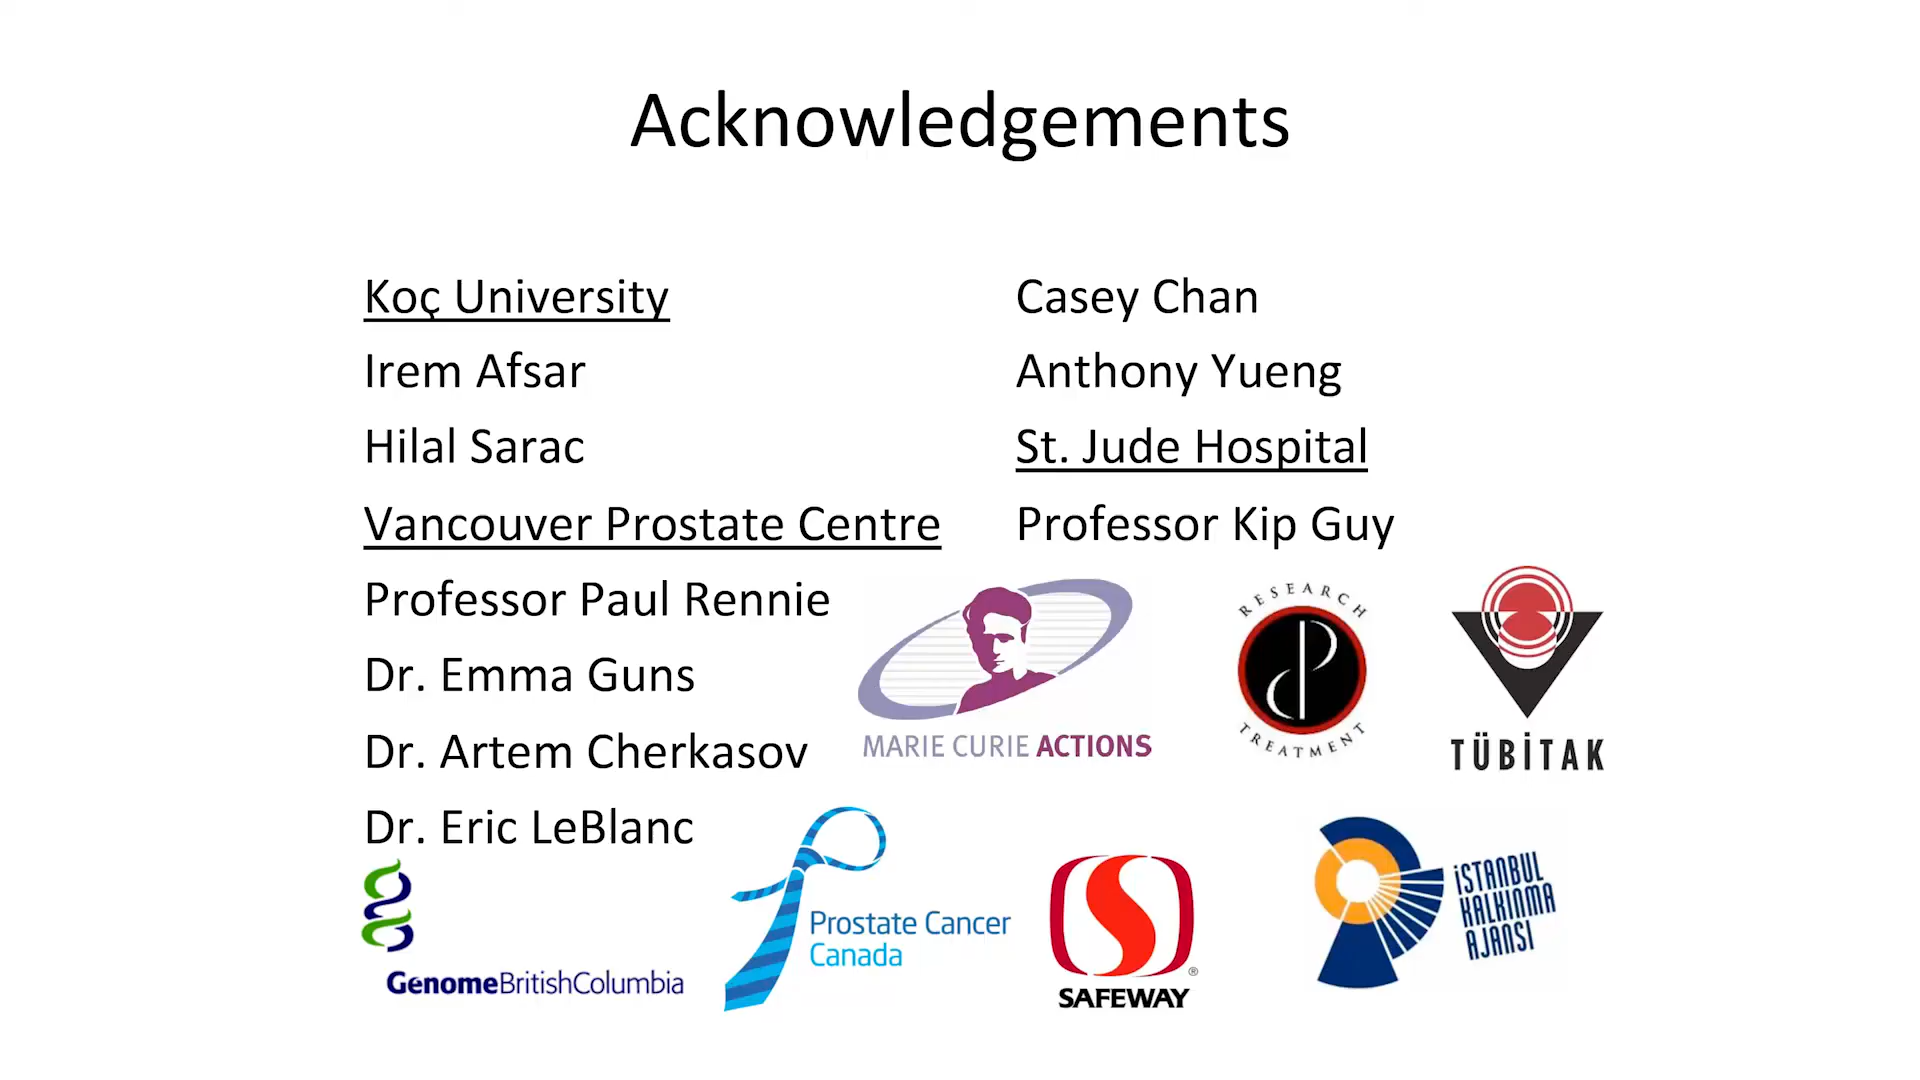 Acknowledgements
Koç University
Irem Afsar
Hilal Sarac
Vancouver Prostate Centre
Professor Paul Rennie
Dr. Emma Guns
Dr. Artem Cherkasov
Dr. Eric LeBlanc
Casey Chan
Anthony Yueng
St. Jude Hospital
Professor Kip Guy
MARIE CURIE ACTIONS
RESEARCH
TREATMENT
TÜBİTAK
GenomeBritishColumbia
Prostate Cancer
Canada
SAFEWAY
®
İSTANBUL
KALKINMA
AJANSI